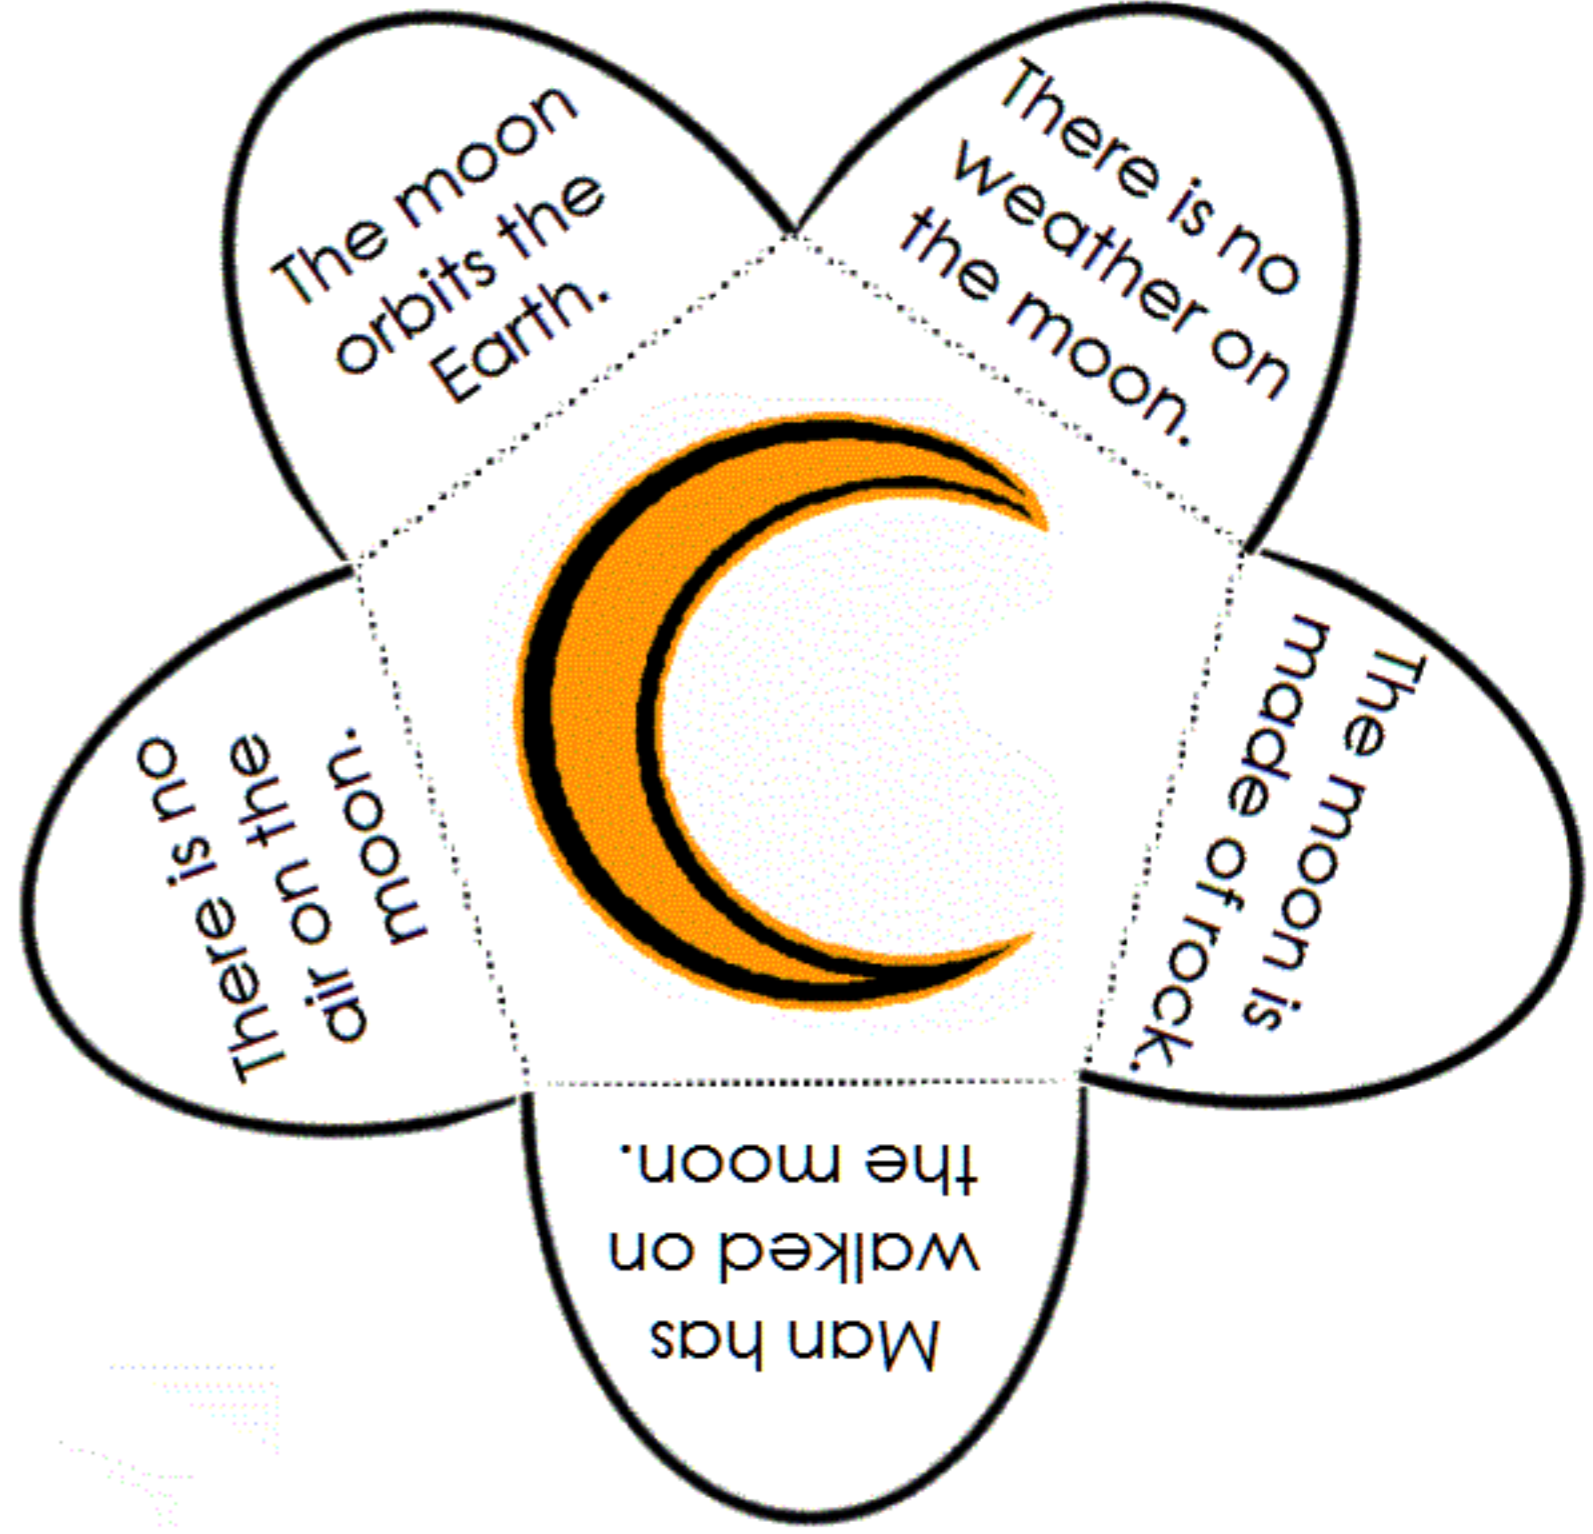 The moon
orbits the
Earth.
There is no
weather on
the moon.
The moon is
made of rock.
Man has
walked on
the moon.
There is no
air on the
moon.